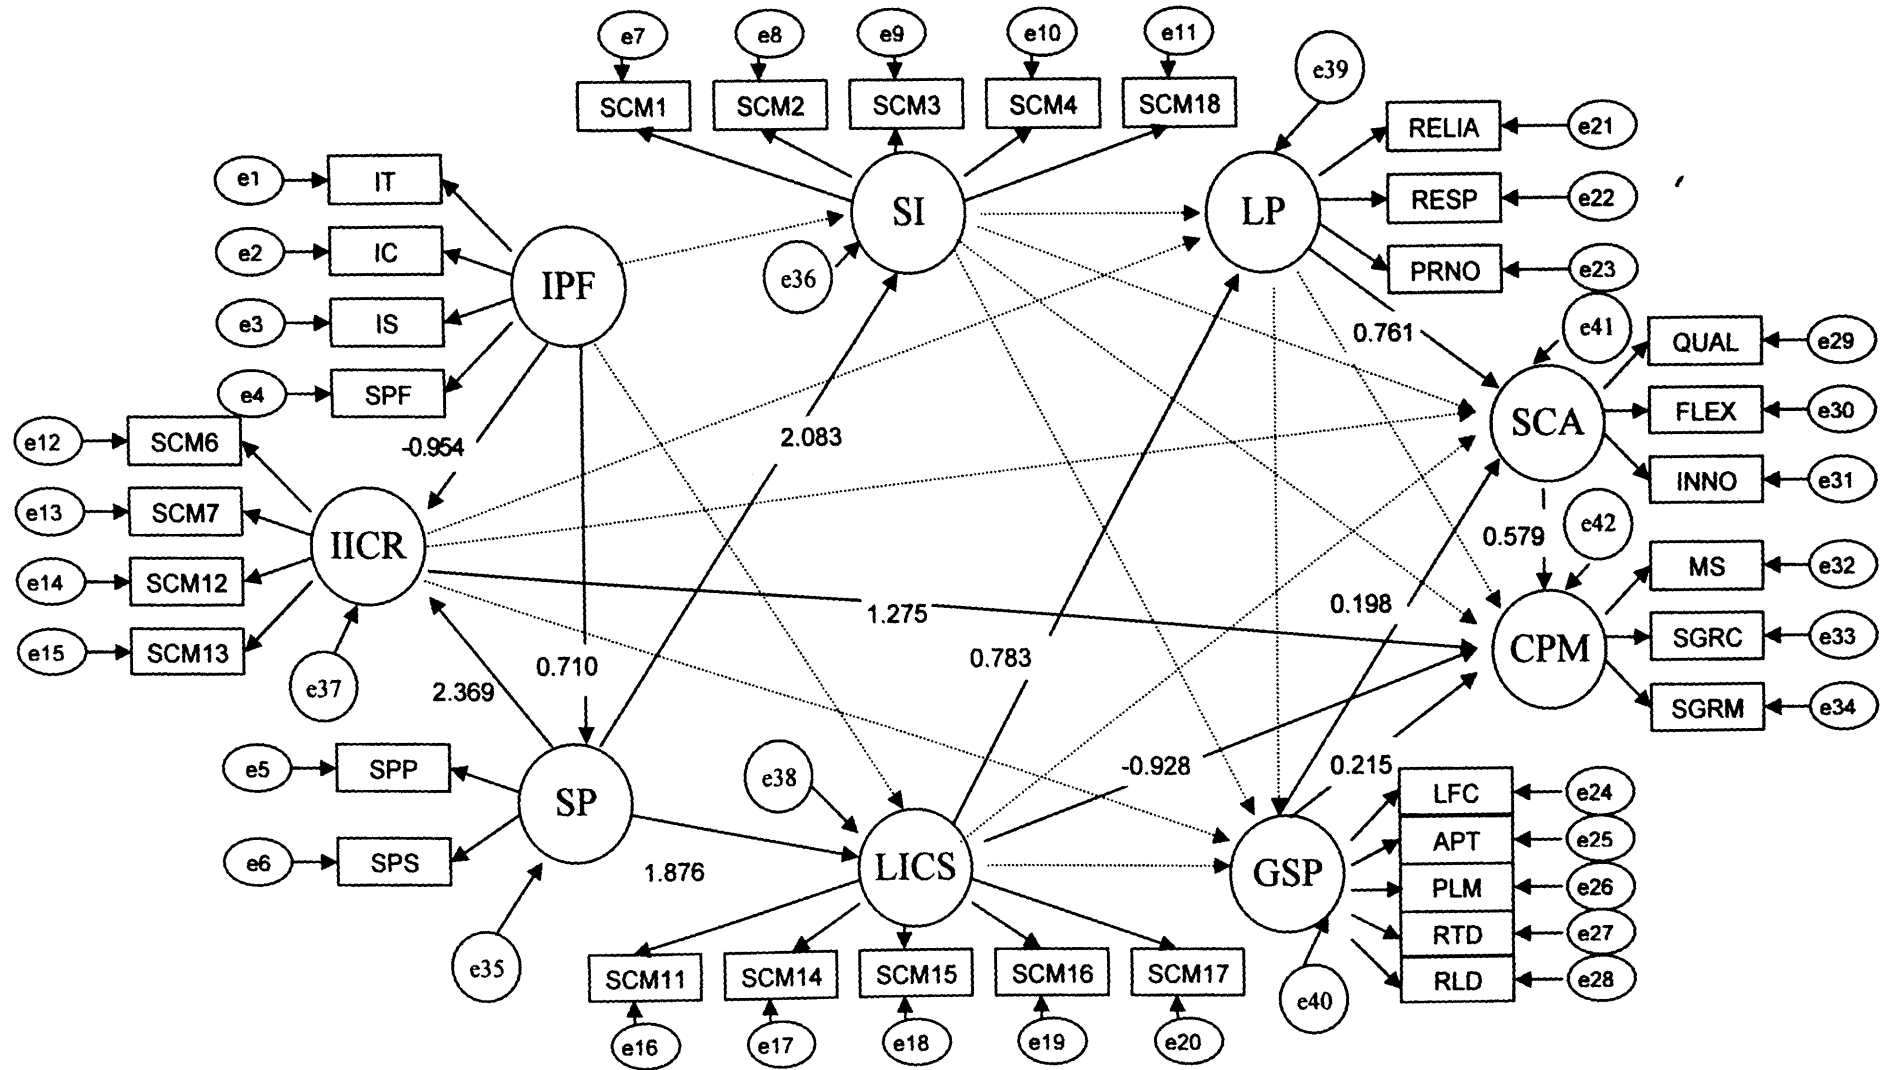 e7 e8 e9 e10 e11
e39
SCM1 SCM2 SCM3 SCM4 SCM18
RELIA e21
e1 IT
RESP e22
SI LP
e2 IC
PRNO e23
IPF e36
e3 IS
0.761 e41
QUAL e29
e4 SPF
FLEX e30
SCA
e12 SCM6 -0.954 2.083
INNO e31
e13 SCM7
0.579 e42
IICR
MS e32
e14 SCM12
1.275 0.198
SGRC e33
e15 SCM13
CPM
0.783
0.710
e37 2.369
SGRM e34
e5 SPP
-0.928 0.215
e38
LFC e24
SP
APT e25
e6 SPS
1.876 LICS GSP
PLM e26
RTD e27
e35
SCM11 SCM14 SCM15 SCM16 SCM17
RLD e28
e40
e16 e17 e18 e19 e20